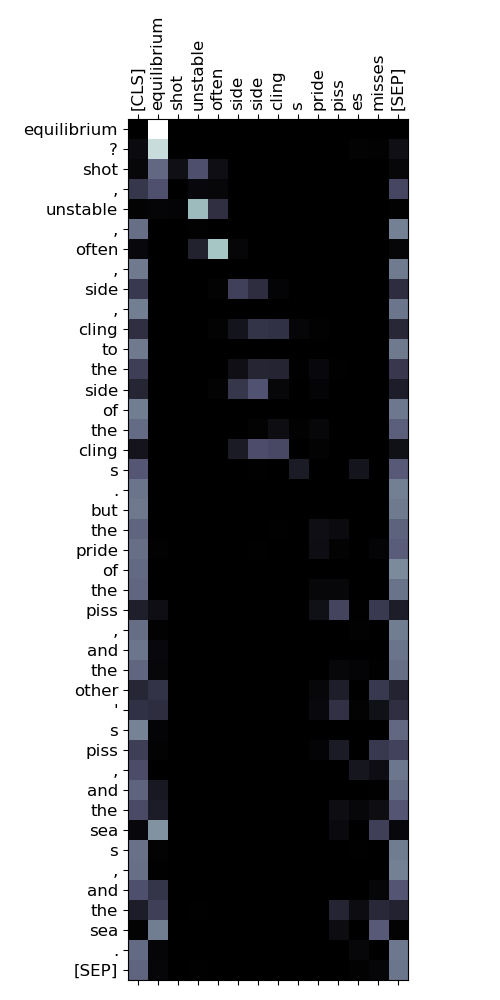 [CLS] equilibrium shot unstable often side side cling s pride piss es misses [SEP]
equilibrium
?
shot
,
unstable
,
often
,
side
,
cling
to
the
side
of
the
cling
s
.
but
the
pride
of
the
piss
,
and
the
other
'
s
piss
,
and
the
sea
s
,
and
the
sea
.
[SEP]